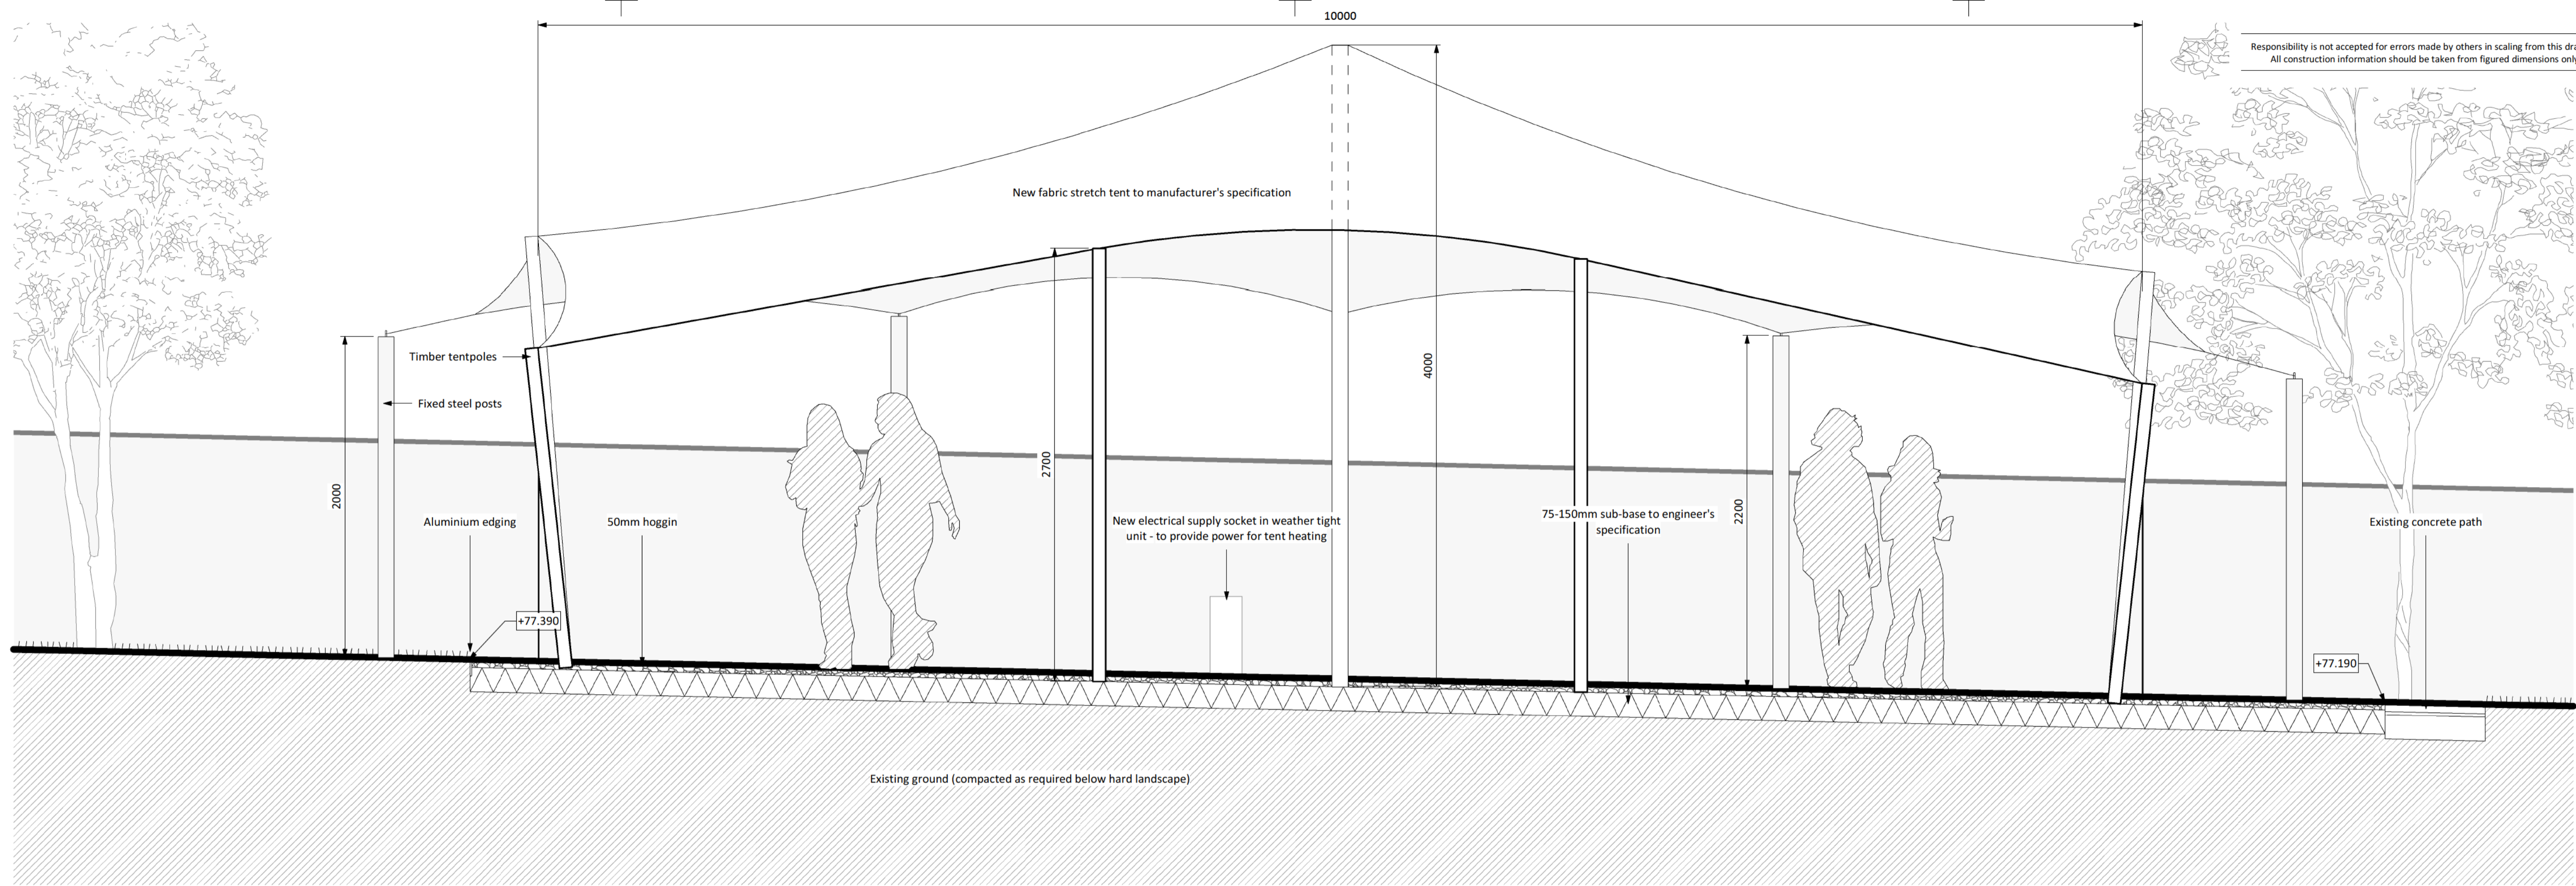 10000
Responsibility is not accepted for errors made by others in scaling from this
All construction information should be taken from figured dimensions only
New fabric stretch tent to manufacturer's specification
Timber tentpoles
4000
Fixed steel posts
2700
2000
2200
Aluminium edging
50mm hoggin
New electrical supply socket in weather tight
unit - to provide power for tent heating
75-150mm sub-base to engineer's
specification
Existing concrete path
+77.390
+77.190
Existing ground (compacted as required below hard landscape)